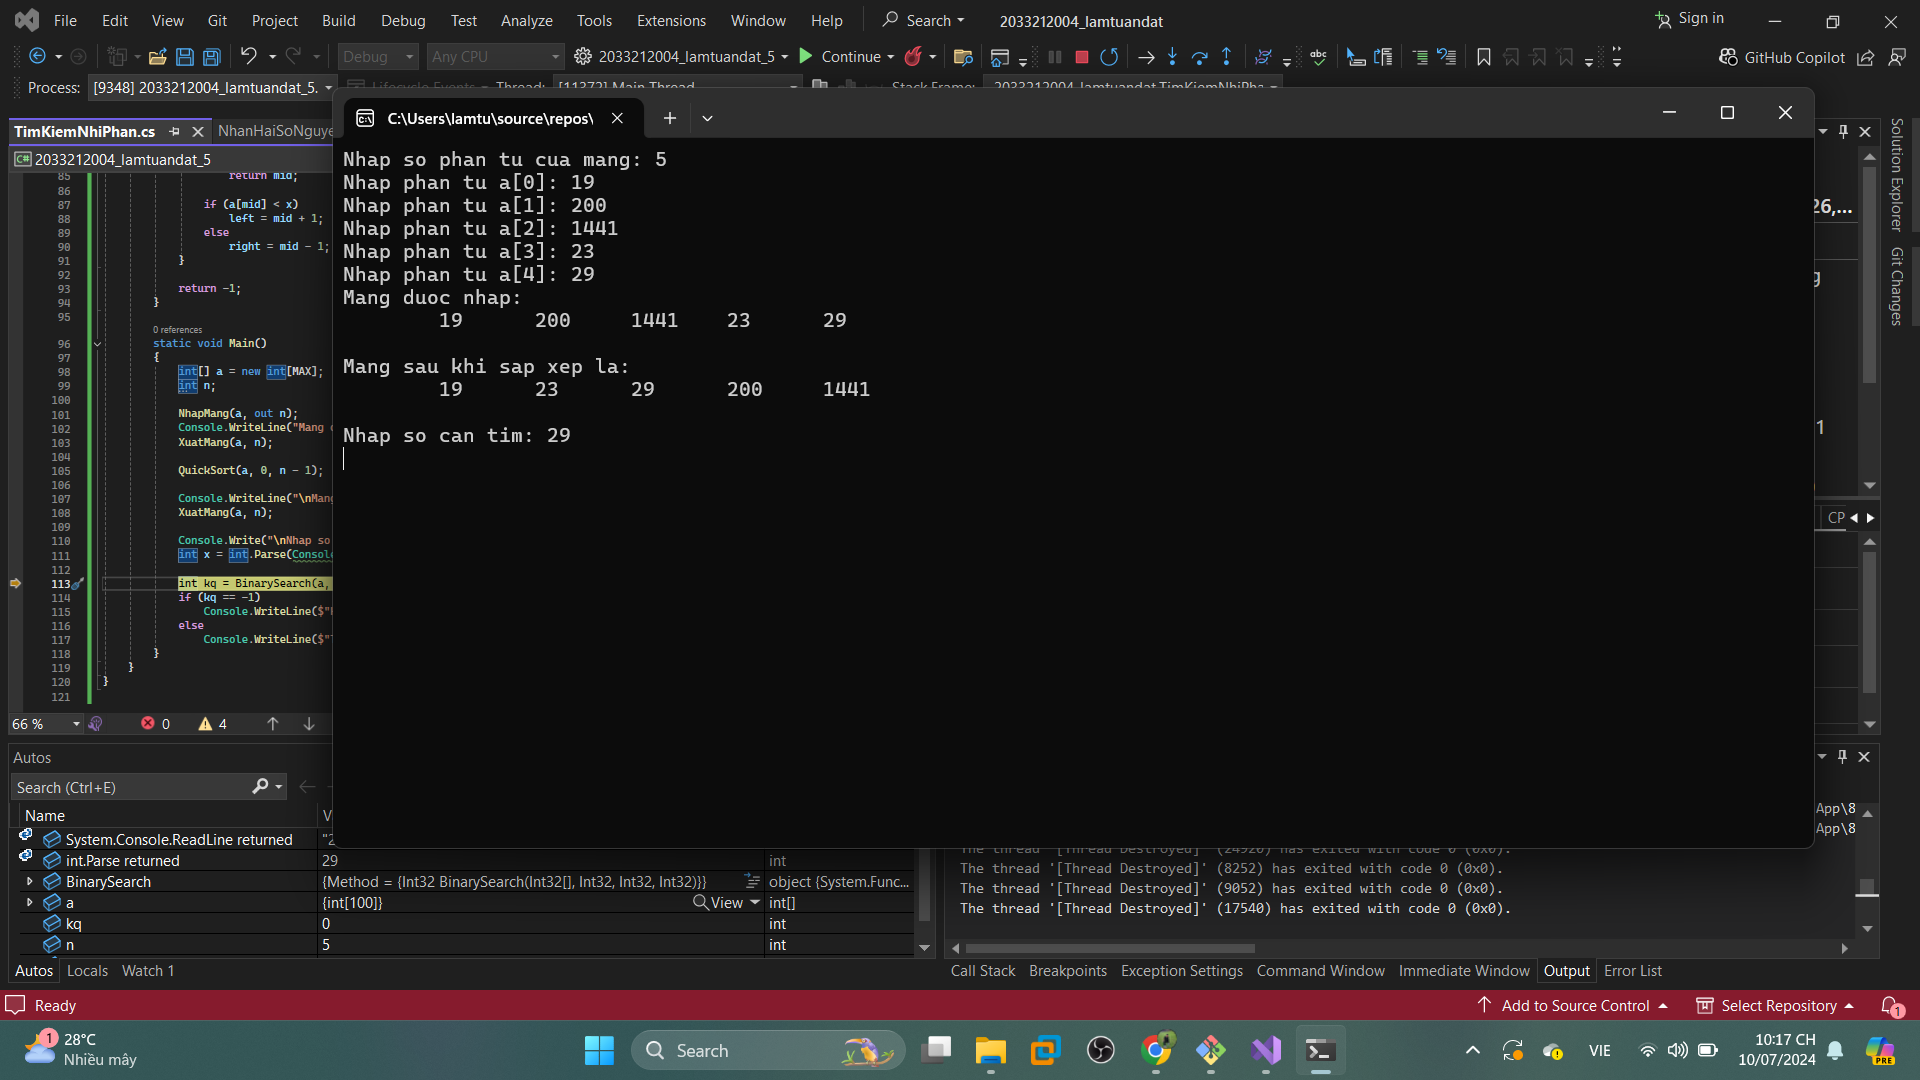 File Edit View Git Project Build Debug Test Analyze Tools Extensions Window Help Search 2033212004_lamtuandat Sign in
Debug Any CPU 2033212004_lamtuandat_5 Continue GitHub Copilot
Process: [9348] 2033212004_lamtuandat_5. Lifecycle Events Thread: [11372] Main Thread Stack Frame: 2033212004_lamtuandat.TimKiemNhiPha
C:\Users\lamtu\source\repos\
TimKiemNhiPhan.cs NhanHaiSoNguye
2033212004_lamtuandat_5
Nhap so phan tu cua mang: 5
Nhap phan tu a[0]: 19
Nhap phan tu a[1]: 200
Nhap phan tu a[2]: 1441
Nhap phan tu a[3]: 23
Nhap phan tu a[4]: 29
Mang duoc nhap:
19 200 1441 23 29
Mang sau khi sap xep la:
19 23 29 200 1441
Nhap so can tim: 29
85 return mid;
86
87 if (a[mid] < x)
88 left = mid + 1;
89 else
90 right = mid - 1;
91 }
92
93 return -1;
94 }
95
0 references
96 static void Main()
97 {
98 int[] a = new int[MAX];
99 int n;
100
101 NhapMang(a, out n);
102 Console.WriteLine("Mang
103 XuatMang(a, n);
104
105 QuickSort(a, 0, n - 1);
106
107 Console.WriteLine("\nMang
108 XuatMang(a, n);
109
110 Console.Write("\nNhap so
111 int x = int.Parse(Console
112
113 int kq = BinarySearch(a,
114 if (kq == -1)
115 Console.WriteLine($"
116 else
117 Console.WriteLine($"
118 }
119 }
120 }
121
66 % 0 4
Solution Explorer
Git Changes
26,...
g
1
CP
Autos
Search (Ctrl+E)
Name V
System.Console.ReadLine returned "2
int.Parse returned 29 int
BinarySearch {Method = {Int32 BinarySearch(Int32[], Int32, Int32, Int32)}} object {System.Func...
a {int[100]} View int[]
kq 0 int
n 5 int
Autos Locals Watch 1
App\8
App\8
The thread '[Thread Destroyed]' (24920) has exited with code 0 (0x0).
The thread '[Thread Destroyed]' (8252) has exited with code 0 (0x0).
The thread '[Thread Destroyed]' (9052) has exited with code 0 (0x0).
The thread '[Thread Destroyed]' (17540) has exited with code 0 (0x0).
Call Stack Breakpoints Exception Settings Command Window Immediate Window Output Error List
Ready Add to Source Control Select Repository 1
1 28°C
Nhiều mây
Search
VIE
10:17 CH
10/07/2024
PRE